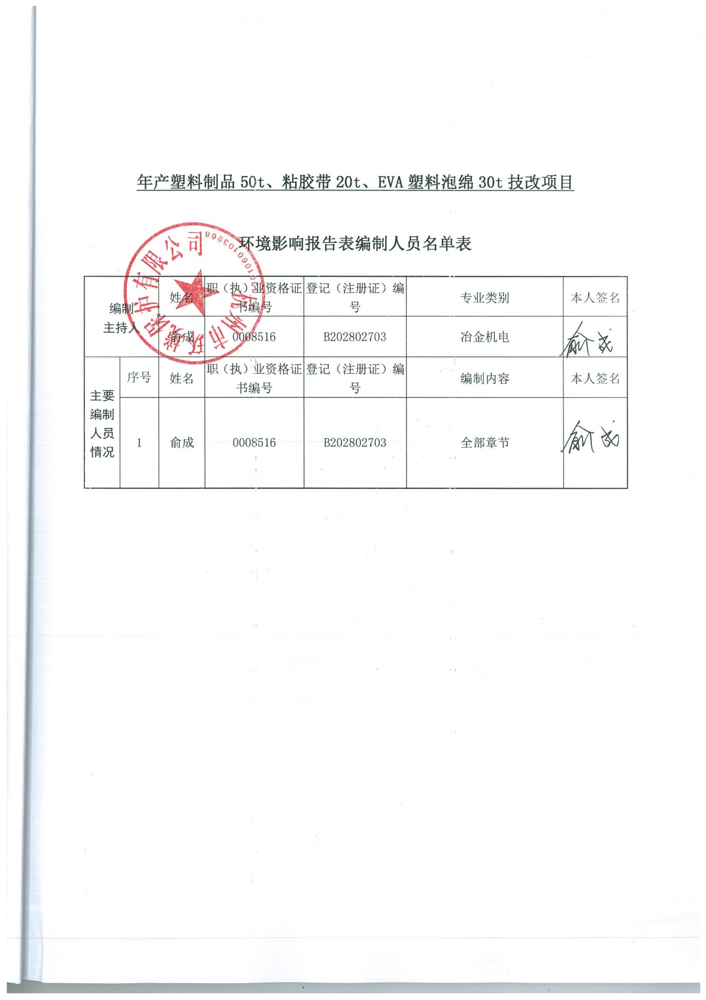 年产塑料制品 50t、粘胶带 20t、EVA 塑料泡绵 30t 技改项目
环境影响报告表编制人员名单表
杭州市环境保护有限公司
编制
主持人
姓名
职（执）业资格证
书编号
登记（注册证）编
号
专业类别
本人签名
俞成
0008516
B202802703
冶金机电
俞成
主要
编制
人员
情况
序号
姓名
职（执）业资格证
书编号
登记（注册证）编
号
编制内容
本人签名
1
俞成
0008516
B202802703
全部章节
俞成